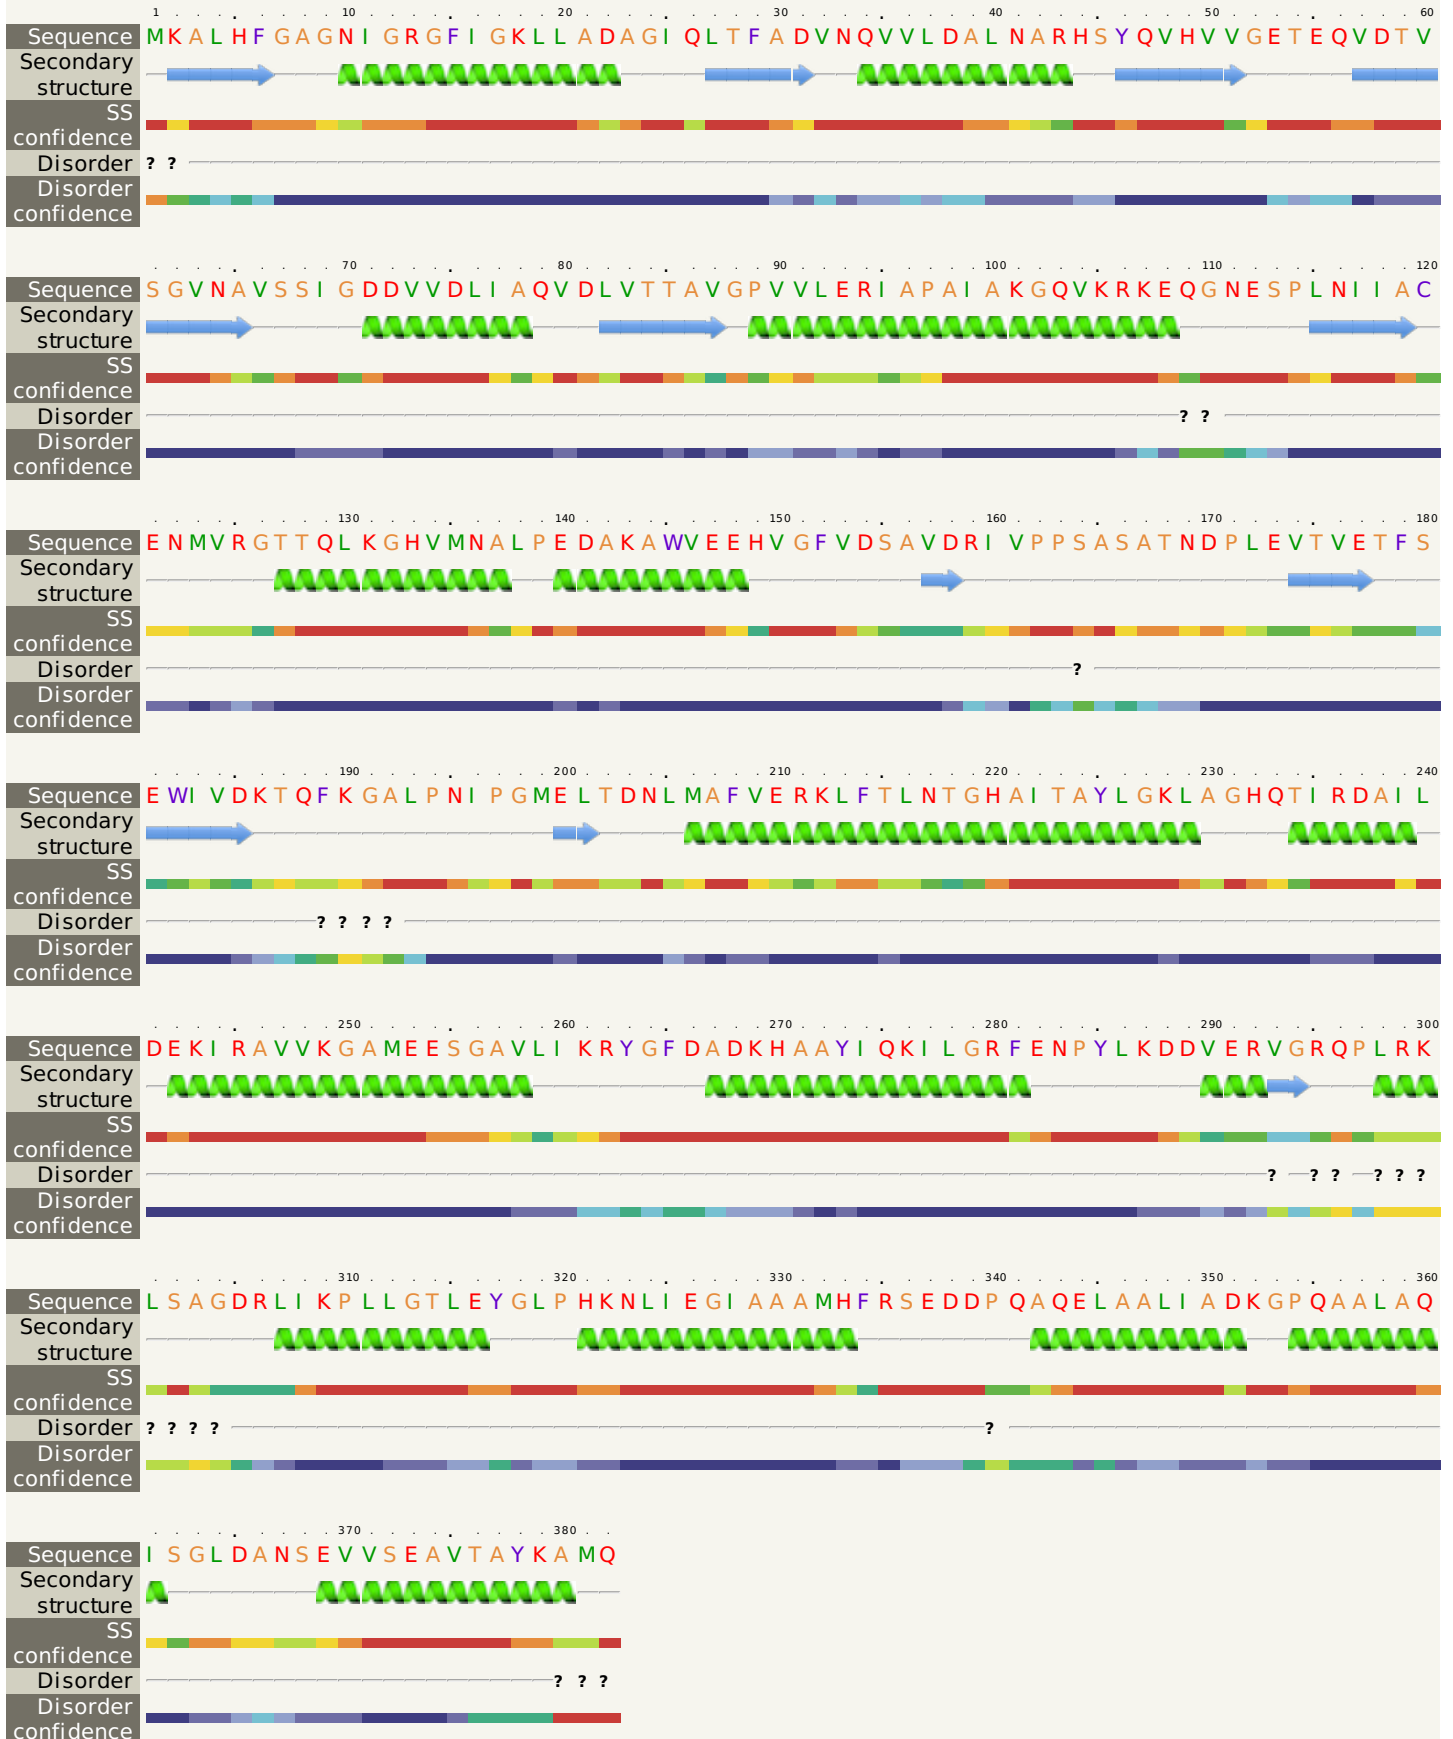 1 10 20 30 40 50 60
Sequence MKALHFGAGNIGRGFIGKLLADAGIQLTFADVNQVVLDALNARHSYQVHVVGETEQVDTV
Secondary
structure
SS
confidence
Disorder ? ?
Disorder
confidence
70 80 90 100 110 120
Sequence SGVNAVSSIGDDVVDLIAQVDLVTTAVGPVVLERIAPAIAKGQVKRKEQGNESPLNIIAC
Secondary
structure
SS
confidence
Disorder ? ?
Disorder
confidence
130 140 150 160 170 180
Sequence ENMVRGTTQLKGHVMNALPEDAKAWVEEHVGFVDSAVDRIVPPSASATNDPLEVTVETFS
Secondary
structure
SS
confidence
Disorder ?
Disorder
confidence
190 200 210 220 230 240
Sequence EWIVDKTQFKGALPNIPGMELTDNLMAFVERKLFTLNTGHAITAYLGKLAGHQTIRDAIL
Secondary
structure
SS
confidence
Disorder ? ? ? ?
Disorder
confidence
250 260 270 280 290 300
Sequence DEKIRAVVKGAMEESGAVLIKRYGFDADKHAAYIQKILGRFENPYLKDDVERVGRQPLRK
Secondary
structure
SS
confidence
Disorder ? ? ? ? ? ?
Disorder
confidence
310 320 330 340 350 360
Sequence LSAGDRLIKPLLGTLEYGLPHKNLIEGIAAAMHFRSEDDPQAQELAALIADKGPQAALAQ
Secondary
structure
SS
confidence
Disorder ? ? ? ? ?
Disorder
confidence
370 380
Sequence ISGLDANSEVVSEAVTAYKAMQ
Secondary
structure
SS
confidence
Disorder ? ? ?
Disorder
confidence